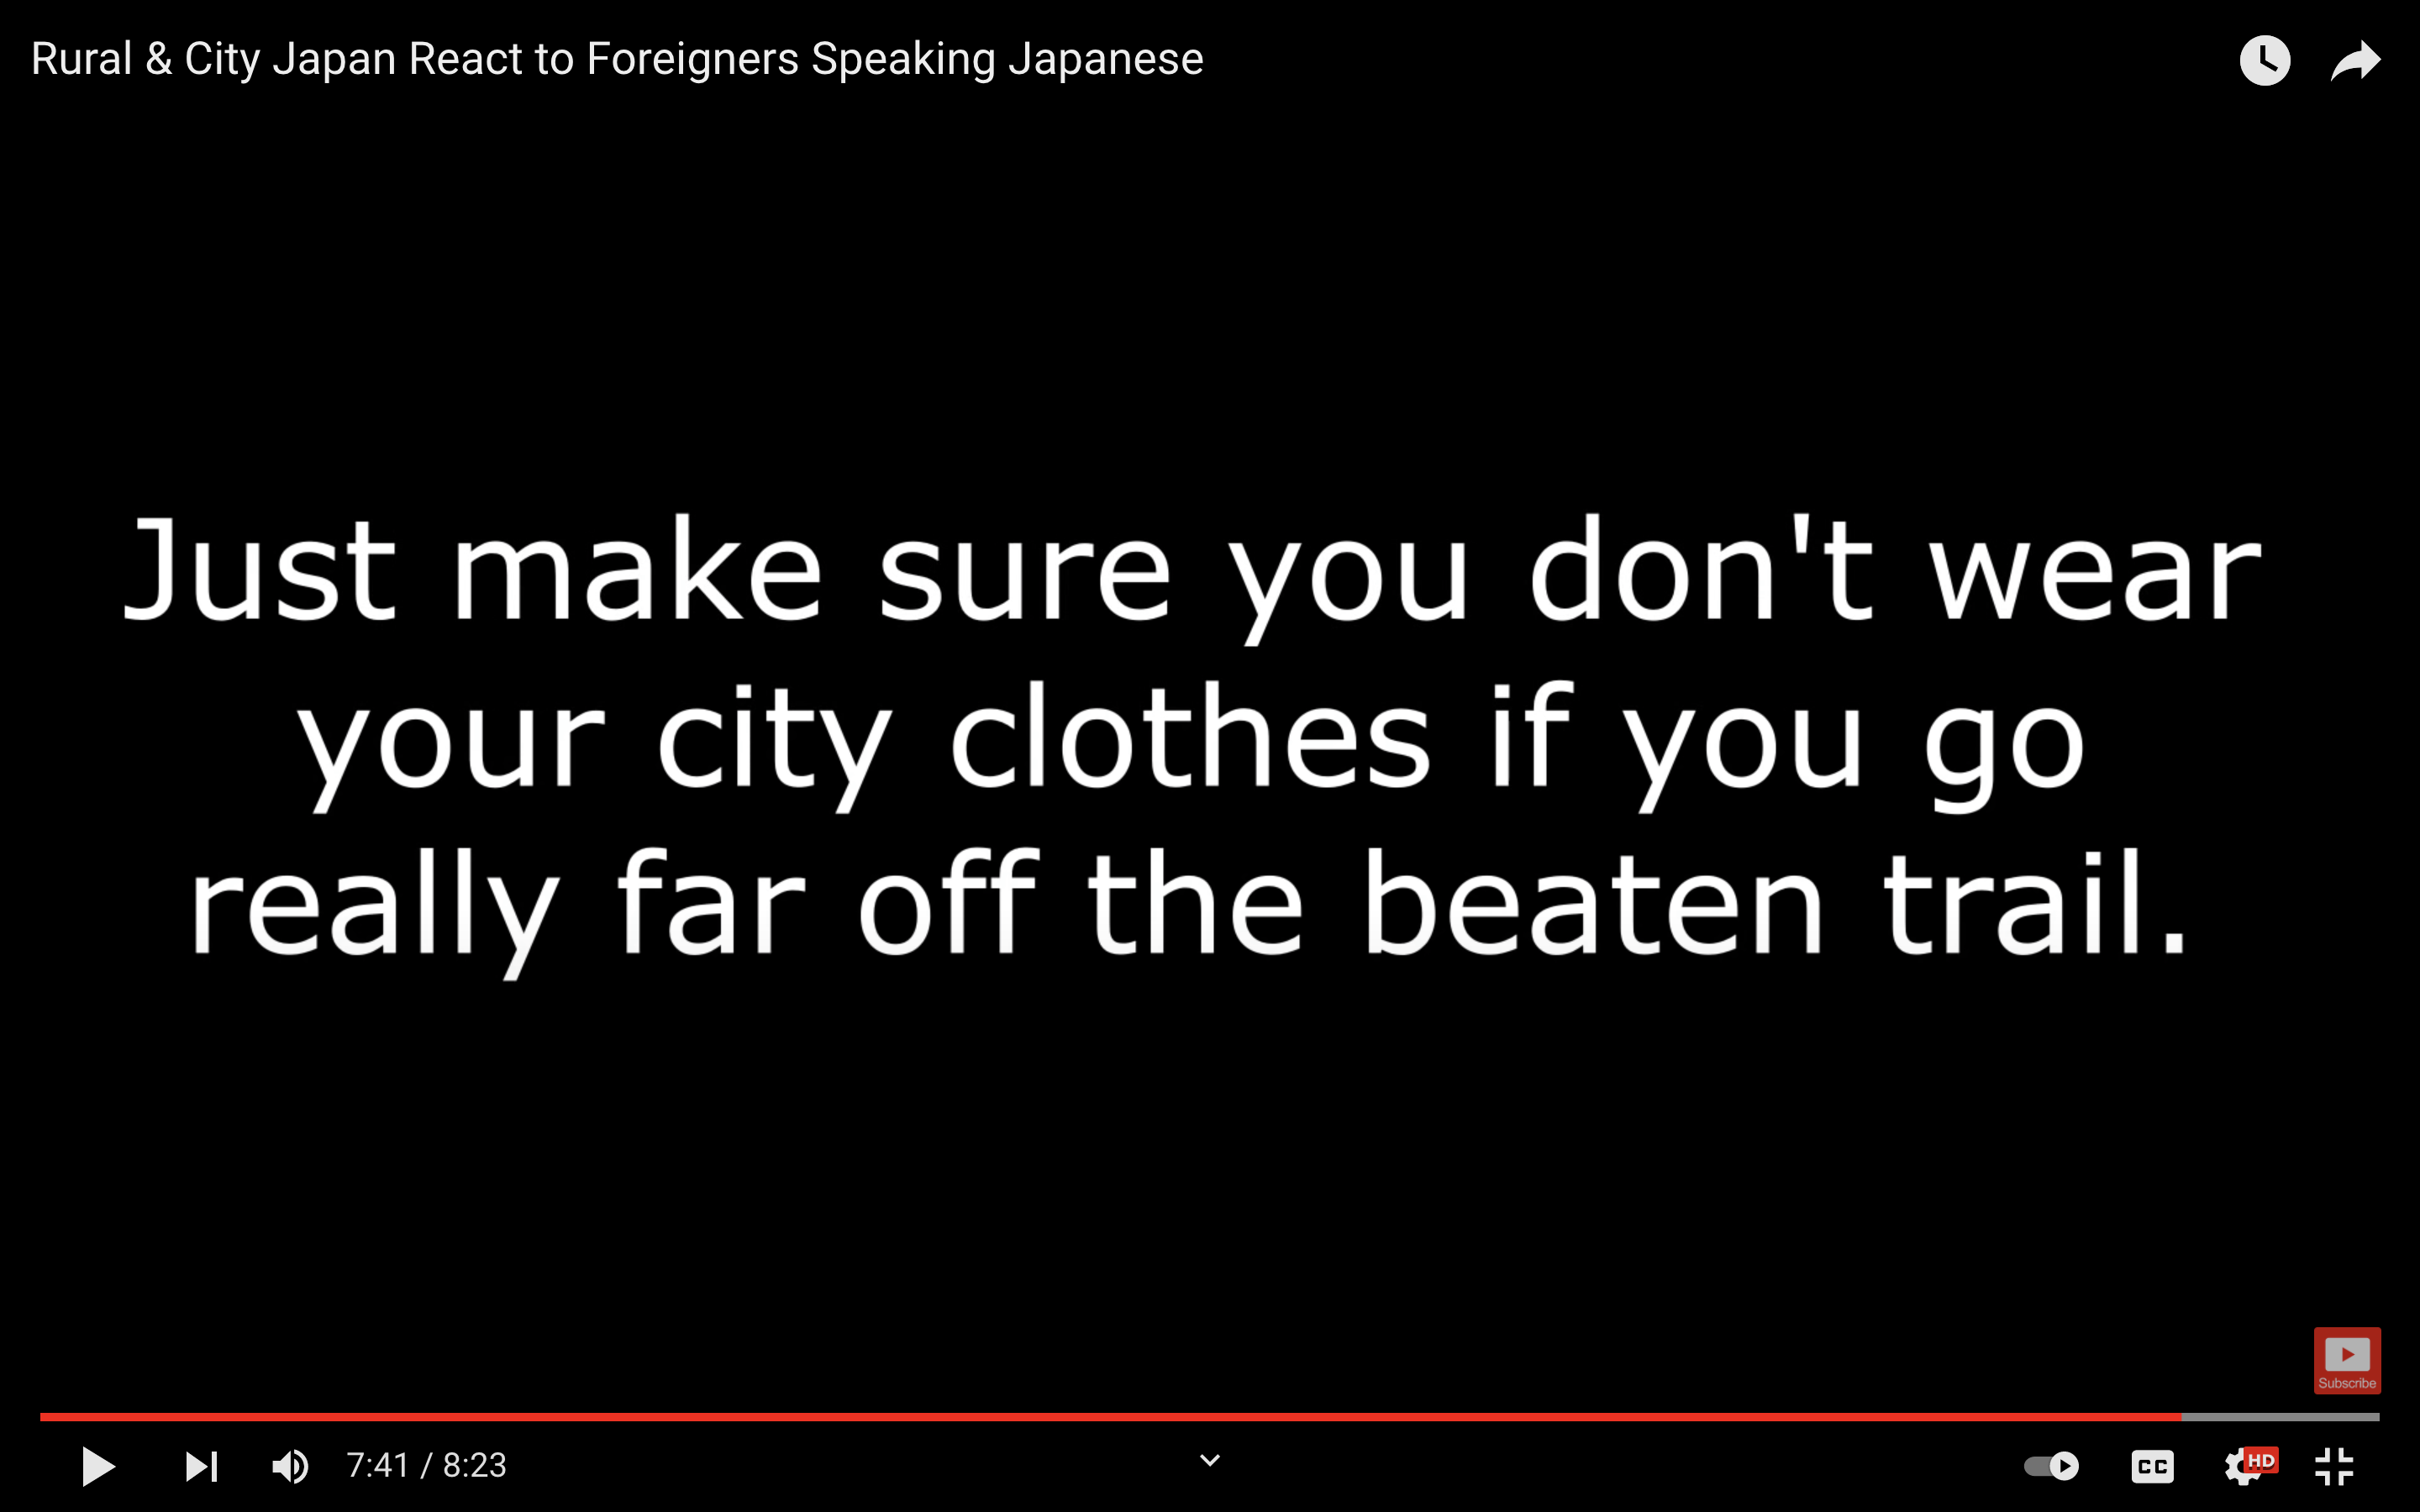 Rural & City Japan React to Foreigners Speaking Japanese
Just make sure you don't wear
your city clothes if you go
really far off the beaten trail.
Subscribe
7:41 / 8:23
CC
HD